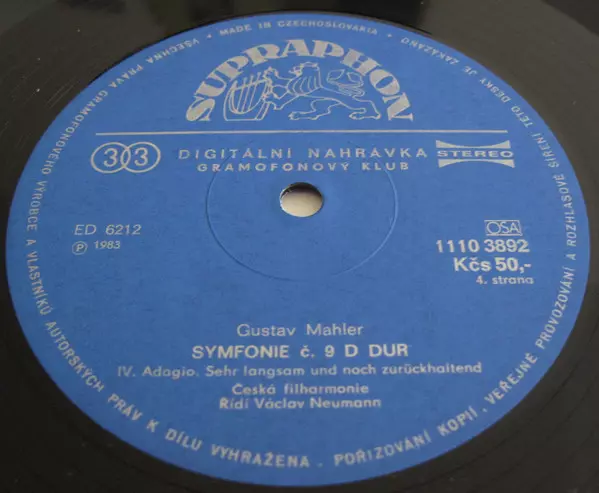 MADE IN CZECHOSLOVAKIA • VŠECHNA PRÁVA GRAMOFONOVÉHO VÝROBCE A VLASTNÍKŮ AUTORSKÝCH PRÁV K DÍLU VYHRAŽENA. POŘIZOVÁNÍ KOPIÍ, VEŘEJNÉ PROVOZOVÁNÍ A ROZHLASOVÉ ŠÍŘENÍ TÉTO DESKY JE ZAKÁZÁNO
SUPRAPHON
33 DIGITÁLNÍ NAHRÁVKA STEREO
GRAMOFONOVÝ KLUB
ED 6212 OSA
Ⓟ 1983 1110 3892
Kčs 50,-
4. strana
Gustav Mahler
SYMFONIE č. 9 D DUR
IV. Adagio. Sehr langsam und noch zurückhaltend
Česká filharmonie
Řídí Václav Neumann